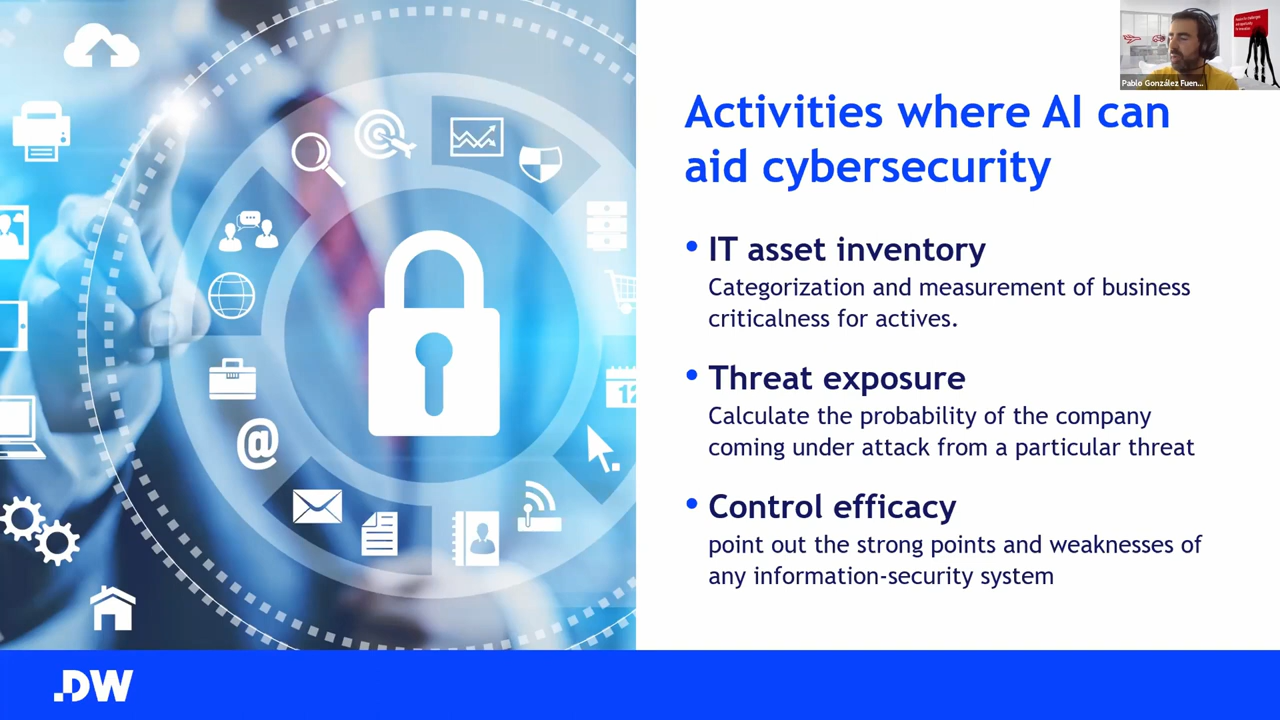 Activities where AI can
aid cybersecurity
• IT asset inventory
Categorization and measurement of business
criticalness for actives.
• Threat exposure
Calculate the probability of the company
coming under attack from a particular threat
• Control efficacy
point out the strong points and weaknesses of
any information-security system
Pablo González Fuen...
@
12
.DW